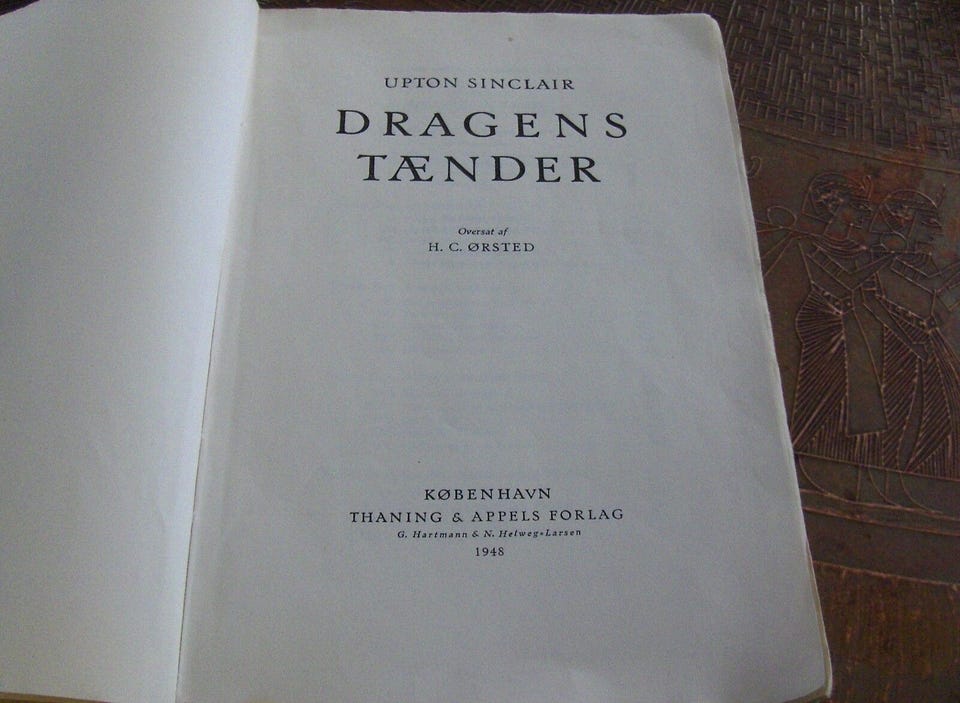 UPTON SINCLAIR
DRAGENS
TÆNDER
Oversat af
H. C. ØRSTED
KØBENHAVN
THANING & APPELS FORLAG
G. Hartmann & N. Helweg-Larsen
1948